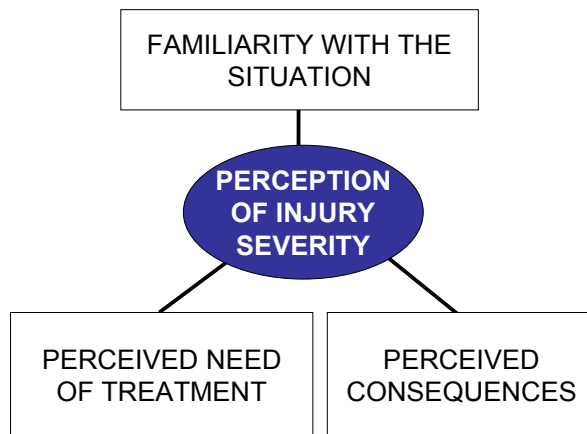 FAMILIARITY WITH THE
SITUATION
PERCEPTION
OF INJURY
SEVERITY
PERCEIVED NEED
OF TREATMENT
PERCEIVED
CONSEQUENCES